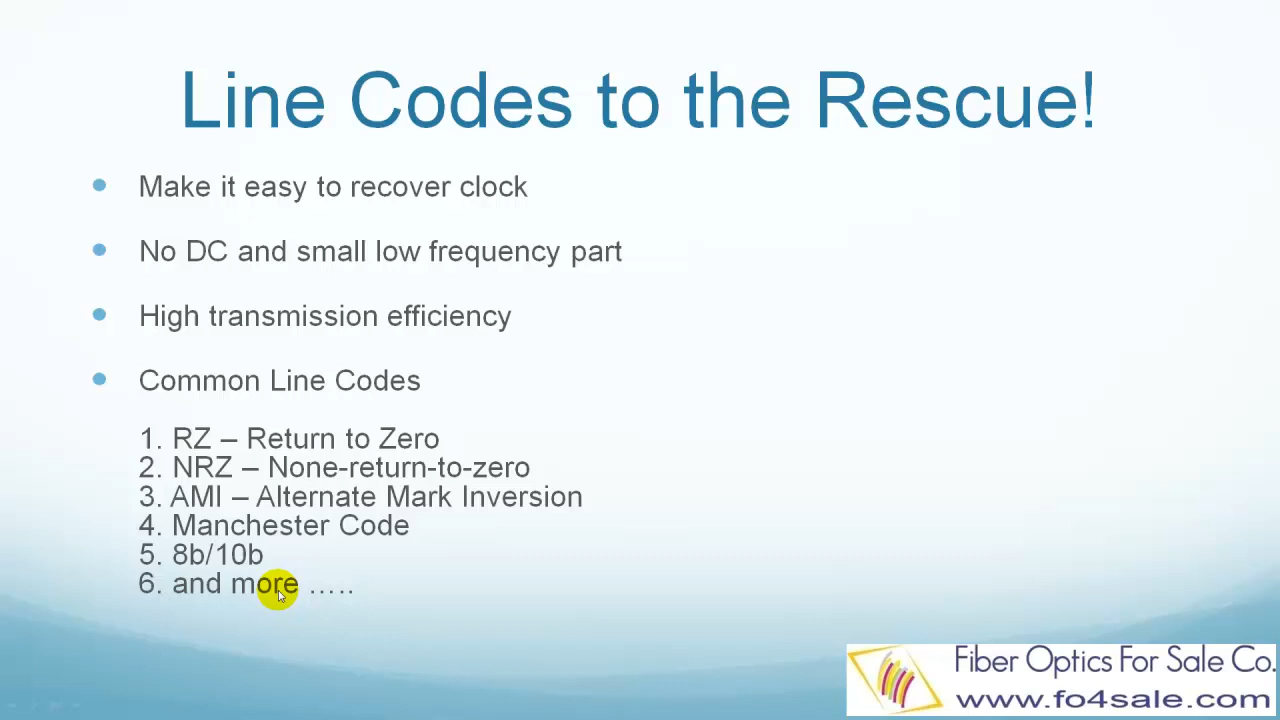 Line Codes to the Rescue!
Make it easy to recover clock
No DC and small low frequency part
High transmission efficiency
Common Line Codes
1. RZ – Return to Zero
2. NRZ – None-return-to-zero
3. AMI – Alternate Mark Inversion
4. Manchester Code
5. 8b/10b
6. and more …..
Fiber Optics For Sale Co.
www.fo4sale.com